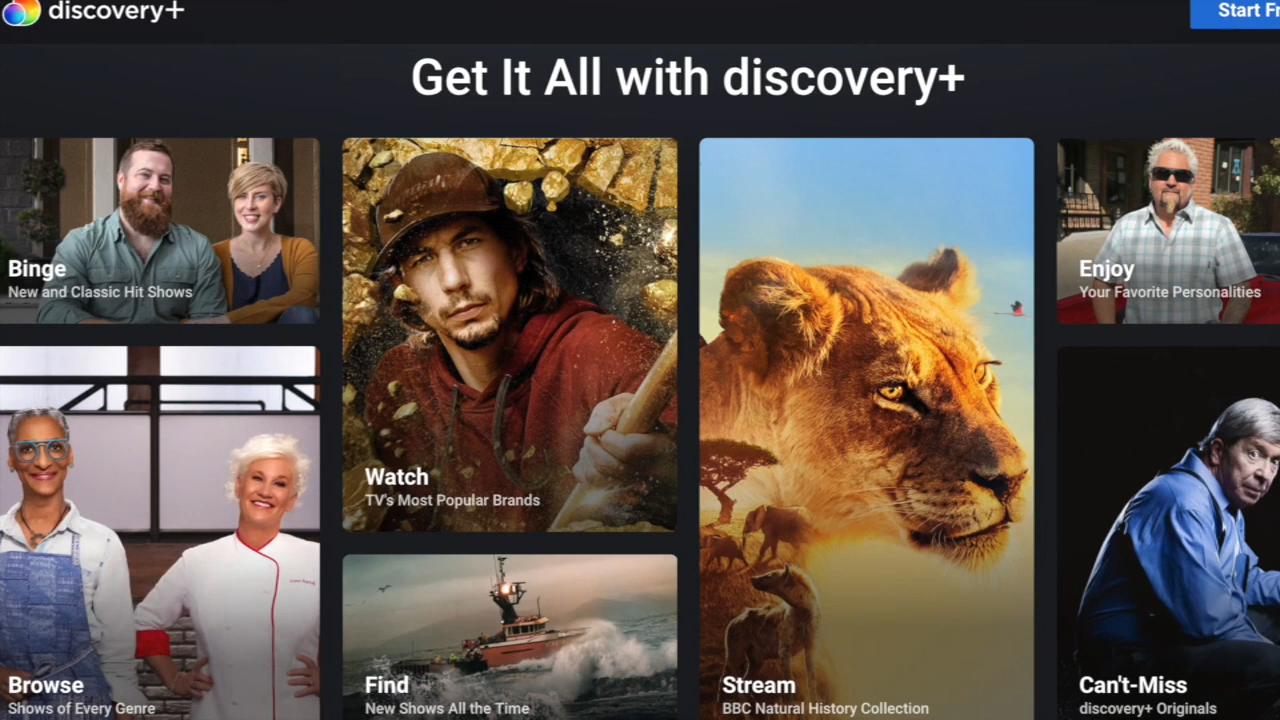 discovery+
Start Fr
Get It All with discovery+
Binge
New and Classic Hit Shows
Watch
TV's Most Popular Brands
Enjoy
Your Favorite Personalities
Browse
Shows of Every Genre
Find
New Shows All the Time
Stream
BBC Natural History Collection
Can't-Miss
discovery+ Originals